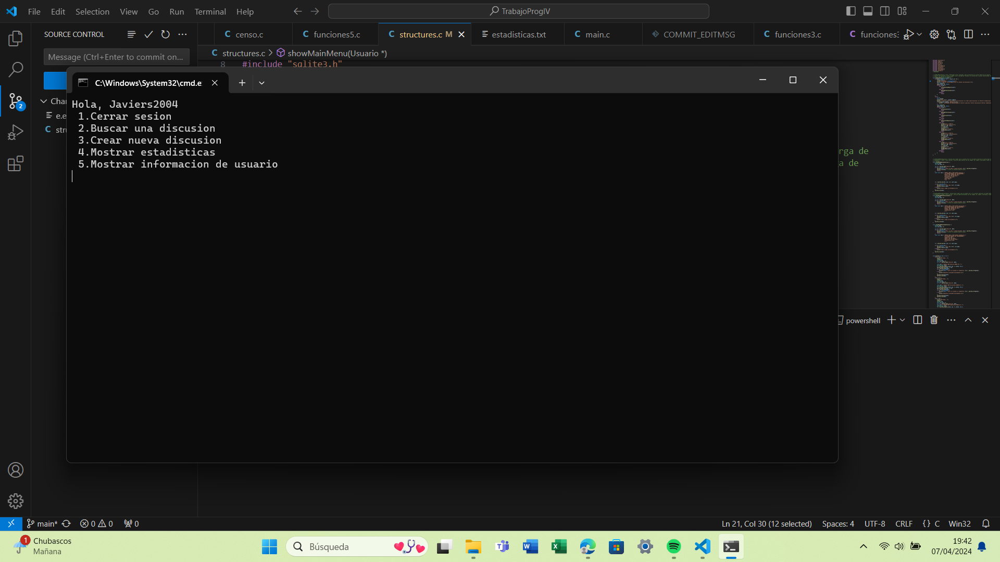 File Edit Selection View Go Run Terminal Help
TrabajoProgIV
SOURCE CONTROL
censo.c
funciones5.c
structures.c M
estadisticas.txt
main.c
COMMIT_EDITMSG
funciones3.c
Message (Ctrl+Enter to commit on...
structures.c > showMainMenu(Usuario *)
8 #include "sqlite3.h"
C:\Windows\System32\cmd.e
Hola, Javiers2004
1.Cerrar sesion
2.Buscar una discusion
3.Crear nueva discusion
4.Mostrar estadisticas
5.Mostrar informacion de usuario
2
rga de
a de
powershell
main* 0 0 0
Ln 21, Col 30 (12 selected) Spaces: 4 UTF-8 CRLF {} C Win32
1
Chubascos
Mañana
Búsqueda
19:42
07/04/2024